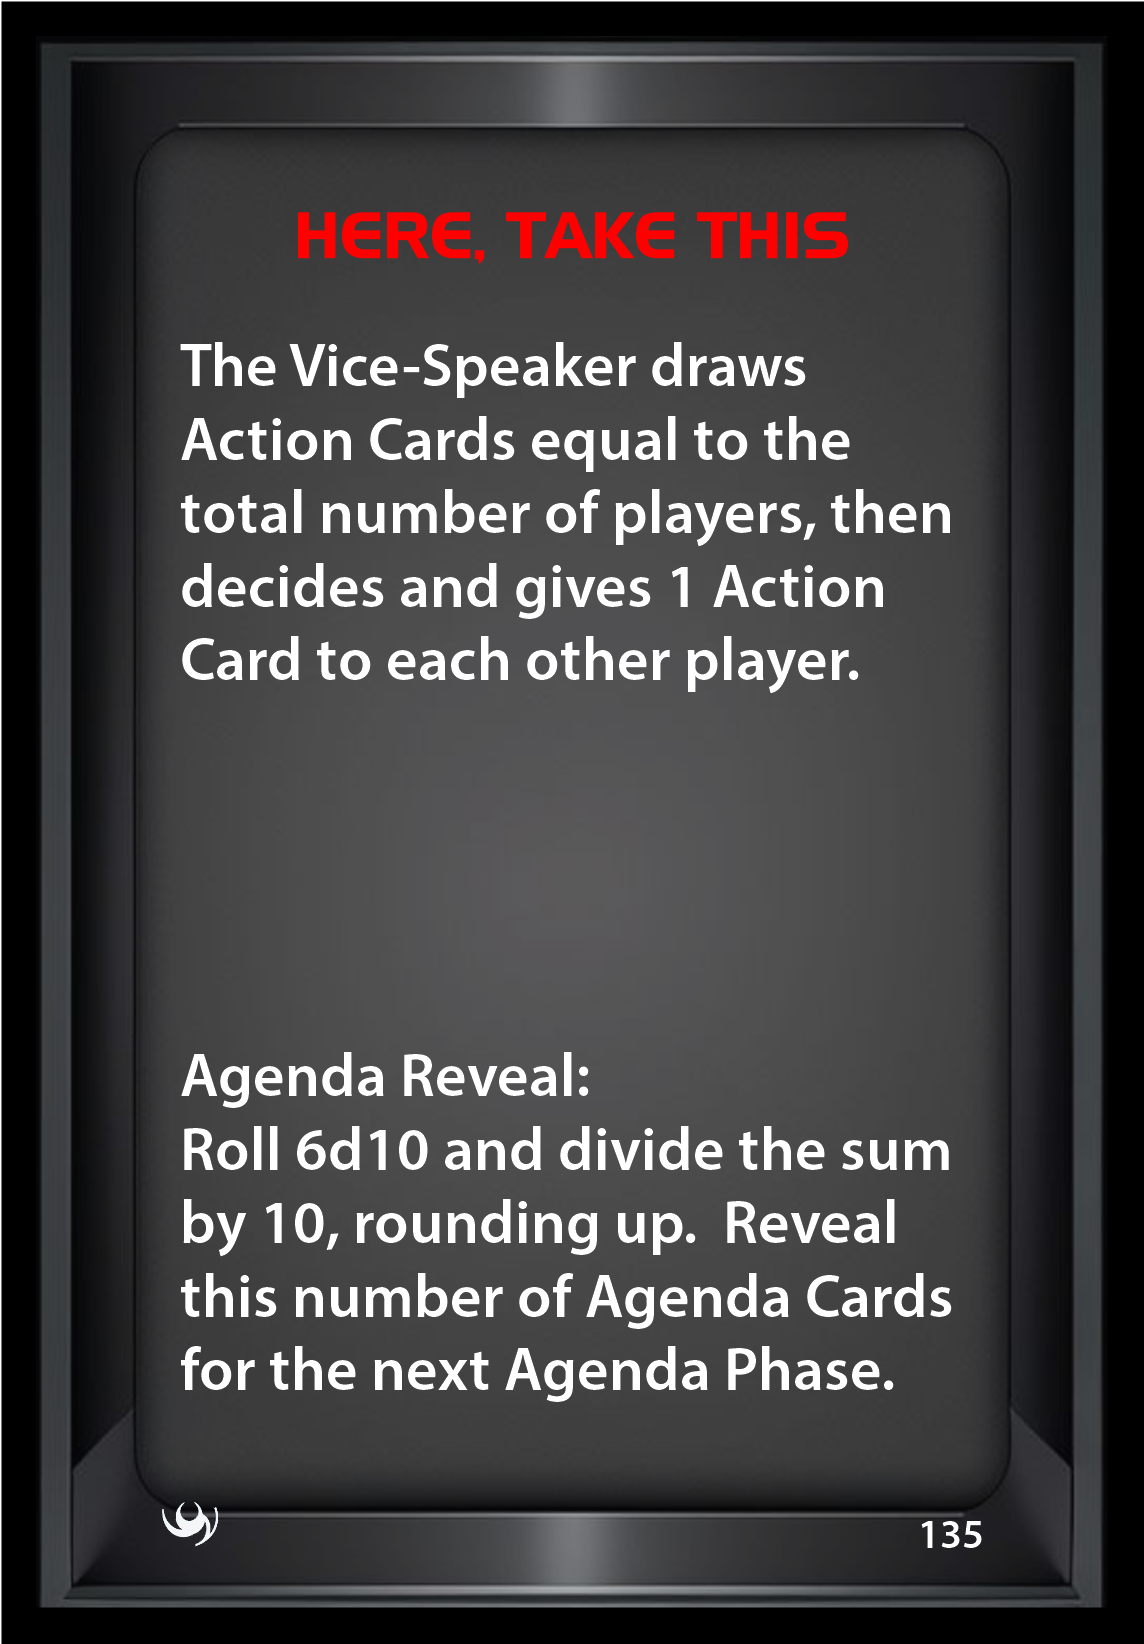 HERE, TAKE THIS
The Vice-Speaker draws
Action Cards equal to the
total number of players, then
decides and gives 1 Action
Card to each other player.
Agenda Reveal:
Roll 6d10 and divide the sum
by 10, rounding up.  Reveal
this number of Agenda Cards
for the next Agenda Phase.
135